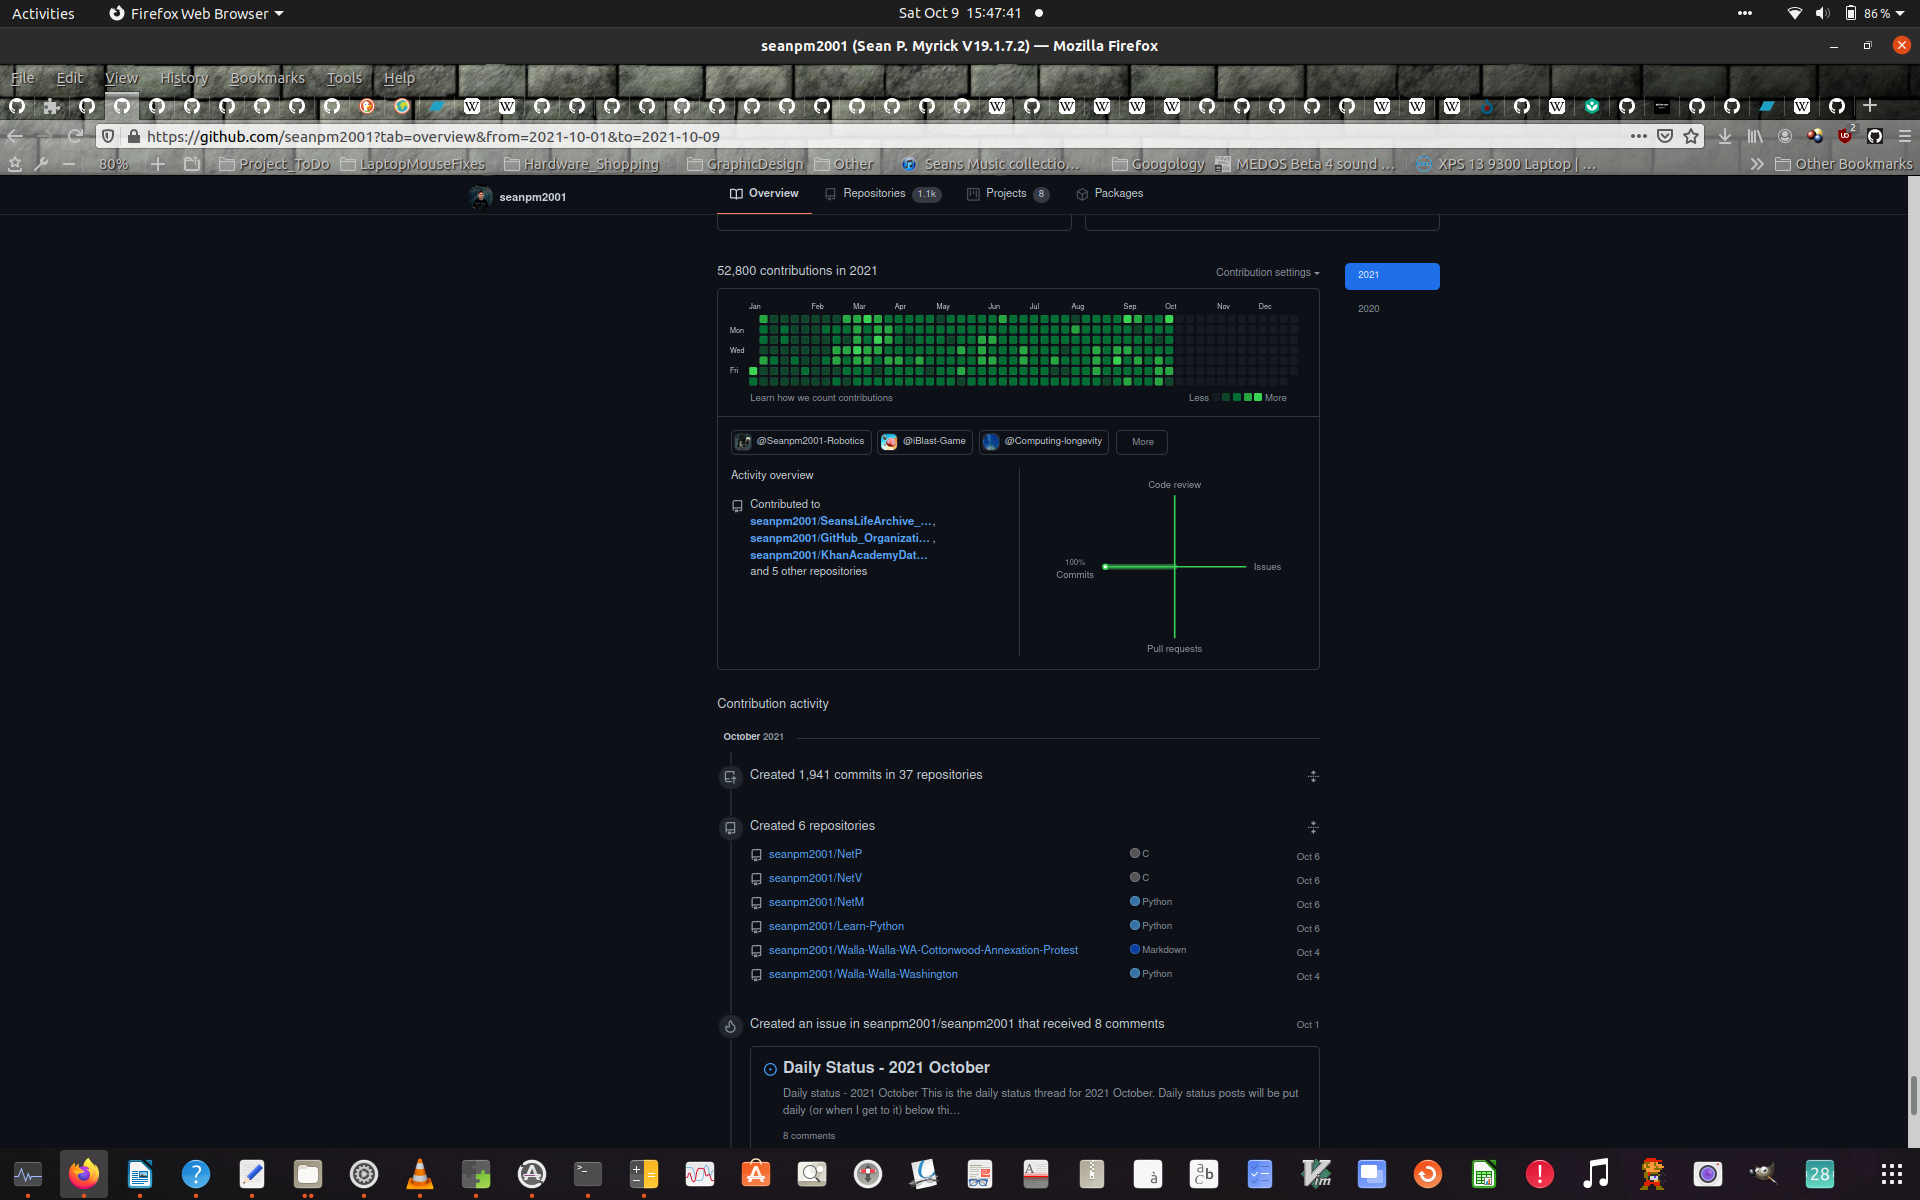 Activities
Firefox Web Browser
Sat Oct 9 15:47:41
86 %
seanpm2001 (Sean P. Myrick V19.1.7.2) — Mozilla Firefox
File Edit View History Bookmarks Tools Help
https://github.com/seanpm2001?tab=overview&from=2021-10-01&to=2021-10-09
2
80%
Project_ToDo
LaptopMouseFixes
Hardware_Shopping
GraphicDesign
Other
Seans Music collectio…
Googology
MEDOS Beta 4 sound …
XPS 13 9300 Laptop | …
Other Bookmarks
seanpm2001
Overview
Repositories 1.1k
Projects 8
Packages
52,800 contributions in 2021
Contribution settings
2021
2020
Jan Feb Mar Apr May Jun Jul Aug Sep Oct Nov Dec
Mon
Wed
Fri
Learn how we count contributions
Less More
@Seanpm2001-Robotics
@iBlast-Game
@Computing-longevity
More
Activity overview
Contributed to
seanpm2001/SeansLifeArchive_… ,
seanpm2001/GitHub_Organizati… ,
seanpm2001/KhanAcademyDat…
and 5 other repositories
Code review
100%
Commits
Issues
Pull requests
Contribution activity
October 2021
Created 1,941 commits in 37 repositories
Created 6 repositories
seanpm2001/NetP C Oct 6
seanpm2001/NetV C Oct 6
seanpm2001/NetM Python Oct 6
seanpm2001/Learn-Python Python Oct 6
seanpm2001/Walla-Walla-WA-Cottonwood-Annexation-Protest Markdown Oct 4
seanpm2001/Walla-Walla-Washington Python Oct 4
Created an issue in seanpm2001/seanpm2001 that received 8 comments Oct 1
Daily Status - 2021 October
Daily status - 2021 October This is the daily status thread for 2021 October. Daily status posts will be put
daily (or when I get to it) below thi…
8 comments
28